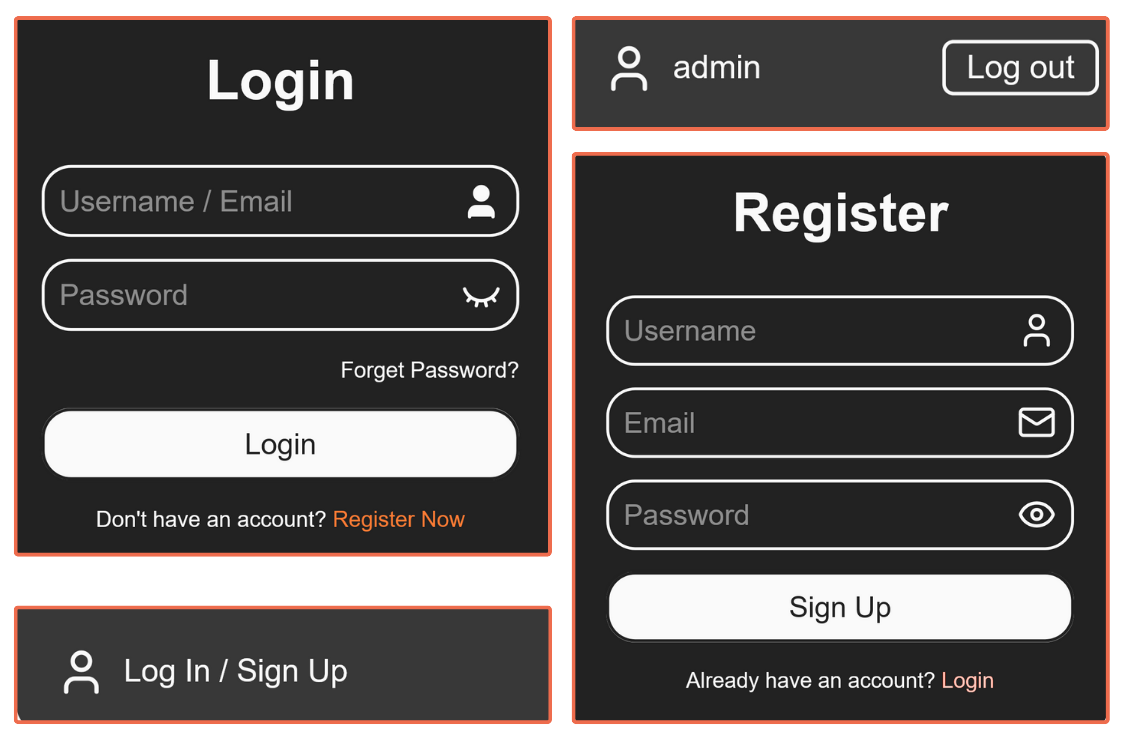 Login
Username / Email
Password
Forget Password?
Login
Don't have an account? Register Now
Log In / Sign Up
admin
Log out
Register
Username
Email
Password
Sign Up
Already have an account? Login